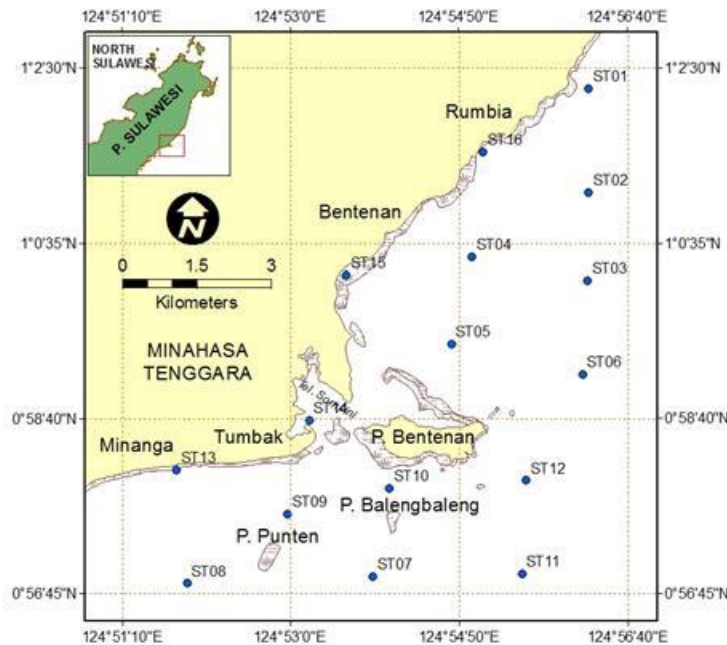 124°51'10"E 124°53'0"E 124°54'50"E 124°56'40"E
NORTH
SULAWESI
P. SULAWESI
1°2'30"N 1°2'30"N
ST01
Rumbia
ST16
ST02
N
Bentenan
1°0'35"N 1°0'35"N
ST04
0 1.5 3
Kilometers
ST15
ST03
ST05
MINAHASA
TENGGARA
ST06
0°58'40"N 0°58'40"N
Minanga
Tumbak
P. Bentenan
ST13
ST10
ST12
P. Balengbaleng
ST09
P. Punten
ST08
ST07
ST11
0°56'45"N 0°56'45"N
124°51'10"E 124°53'0"E 124°54'50"E 124°56'40"E